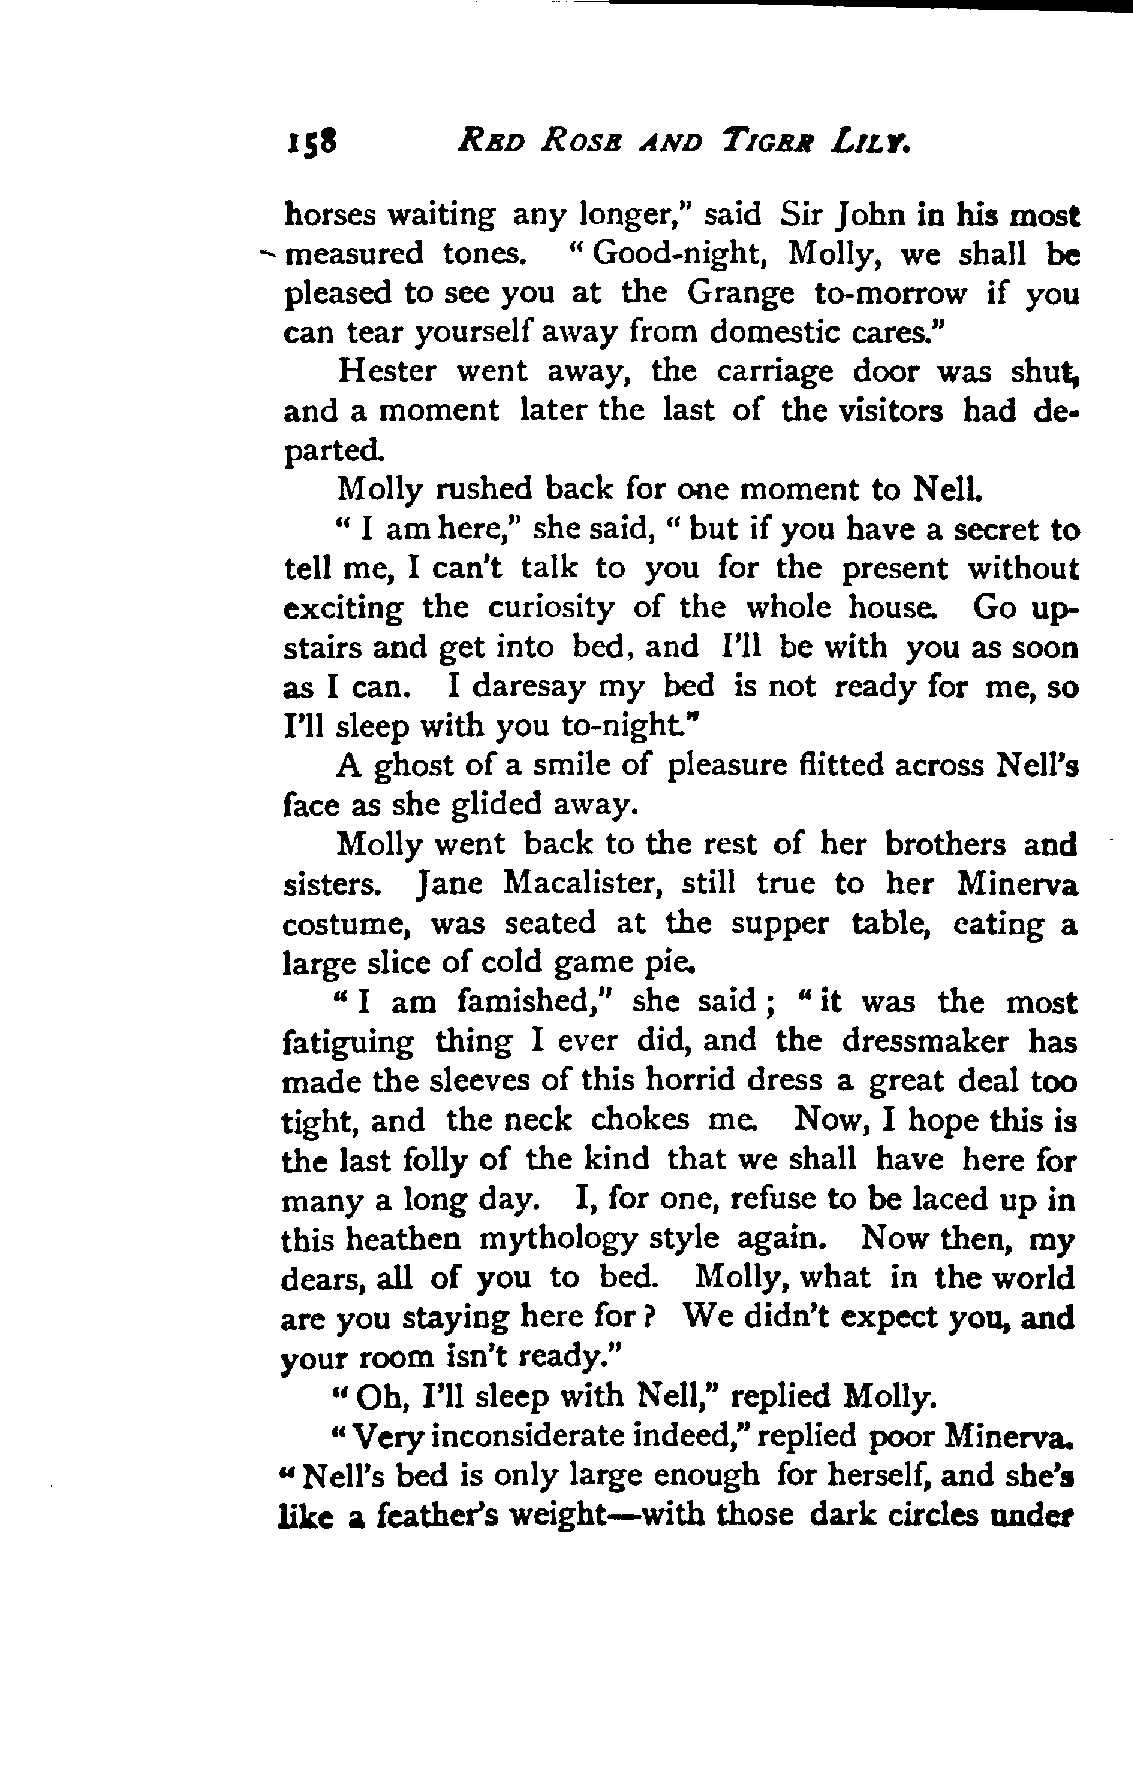 158 RED ROSE AND TIGER LILY.
horses waiting any longer," said Sir John in his most
measured tones. "Good-night, Molly, we shall be
pleased to see you at the Grange to-morrow if you
can tear yourself away from domestic cares."
Hester went away, the carriage door was shut,
and a moment later the last of the visitors had de-
parted.
Molly rushed back for one moment to Nell.
"I am here," she said, "but if you have a secret to
tell me, I can't talk to you for the present without
exciting the curiosity of the whole house. Go up-
stairs and get into bed, and I'll be with you as soon
as I can. I daresay my bed is not ready for me, so
I'll sleep with you to-night."
A ghost of a smile of pleasure flitted across Nell's
face as she glided away.
Molly went back to the rest of her brothers and
sisters. Jane Macalister, still true to her Minerva
costume, was seated at the supper table, eating a
large slice of cold game pie.
"I am famished," she said; "it was the most
fatiguing thing I ever did, and the dressmaker has
made the sleeves of this horrid dress a great deal too
tight, and the neck chokes me. Now, I hope this is
the last folly of the kind that we shall have here for
many a long day. I, for one, refuse to be laced up in
this heathen mythology style again. Now then, my
dears, all of you to bed. Molly, what in the world
are you staying here for? We didn't expect you, and
your room isn't ready."
"Oh, I'll sleep with Nell," replied Molly.
"Very inconsiderate indeed," replied poor Minerva.
"Nell's bed is only large enough for herself, and she's
like a feather's weight—with those dark circles under